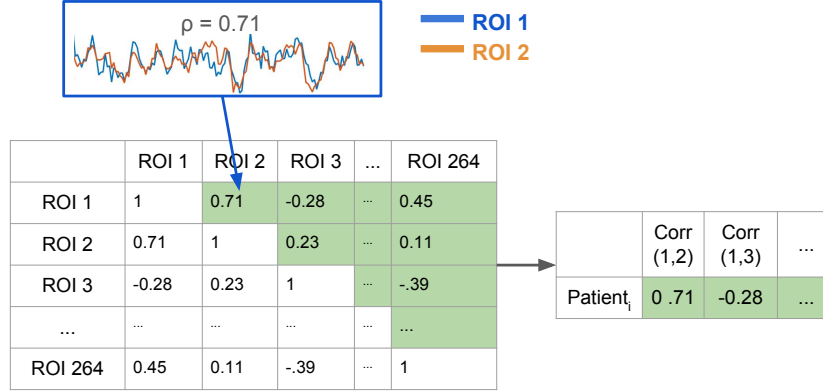 ρ = 0.71
ROI 1
ROI 2
ROI 1 ROI 2 ROI 3 ... ROI 264
ROI 1 1 0.71 -0.28 ... 0.45
ROI 2 0.71 1 0.23 0.11
ROI 3 -0.28 0.23 1 ... -.39
... ... ... ... ...
ROI 264 0.45 0.11 -.39 ... 1
Corr (1,2) Corr (1,3) ...
Patienti 0 .71 -0.28 ...